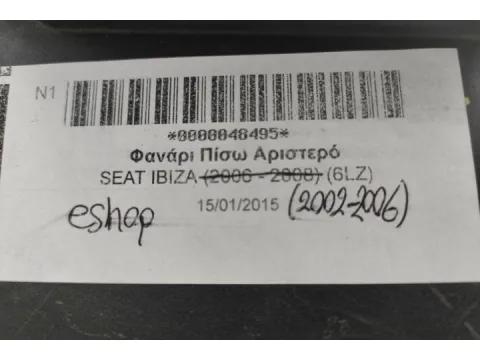 N1
*0000048495*
Φανάρι Πίσω Αριστερό
SEAT IBIZA (2006 - 2008) (6LZ)
eshop 15/01/2015 (2002-2006)